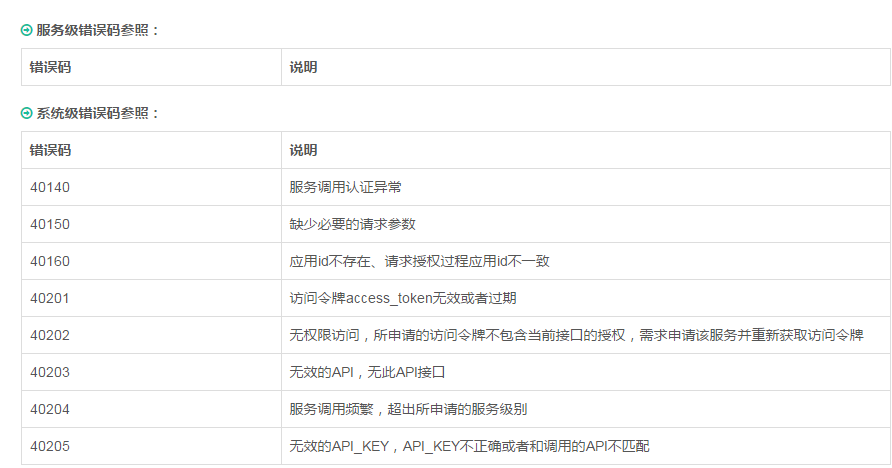 服务级错误码参照：
错误码 说明
系统级错误码参照：
错误码 说明
40140 服务调用认证异常
40150 缺少必要的请求参数
40160 应用id不存在、请求授权过程应用id不一致
40201 访问令牌access_token无效或者过期
40202 无权限访问，所申请的访问令牌不包含当前接口的授权，需求申请该服务并重新获取访问令牌
40203 无效的API，无此API接口
40204 服务调用频繁，超出所申请的服务级别
40205 无效的API_KEY，API_KEY不正确或者和调用的API不匹配